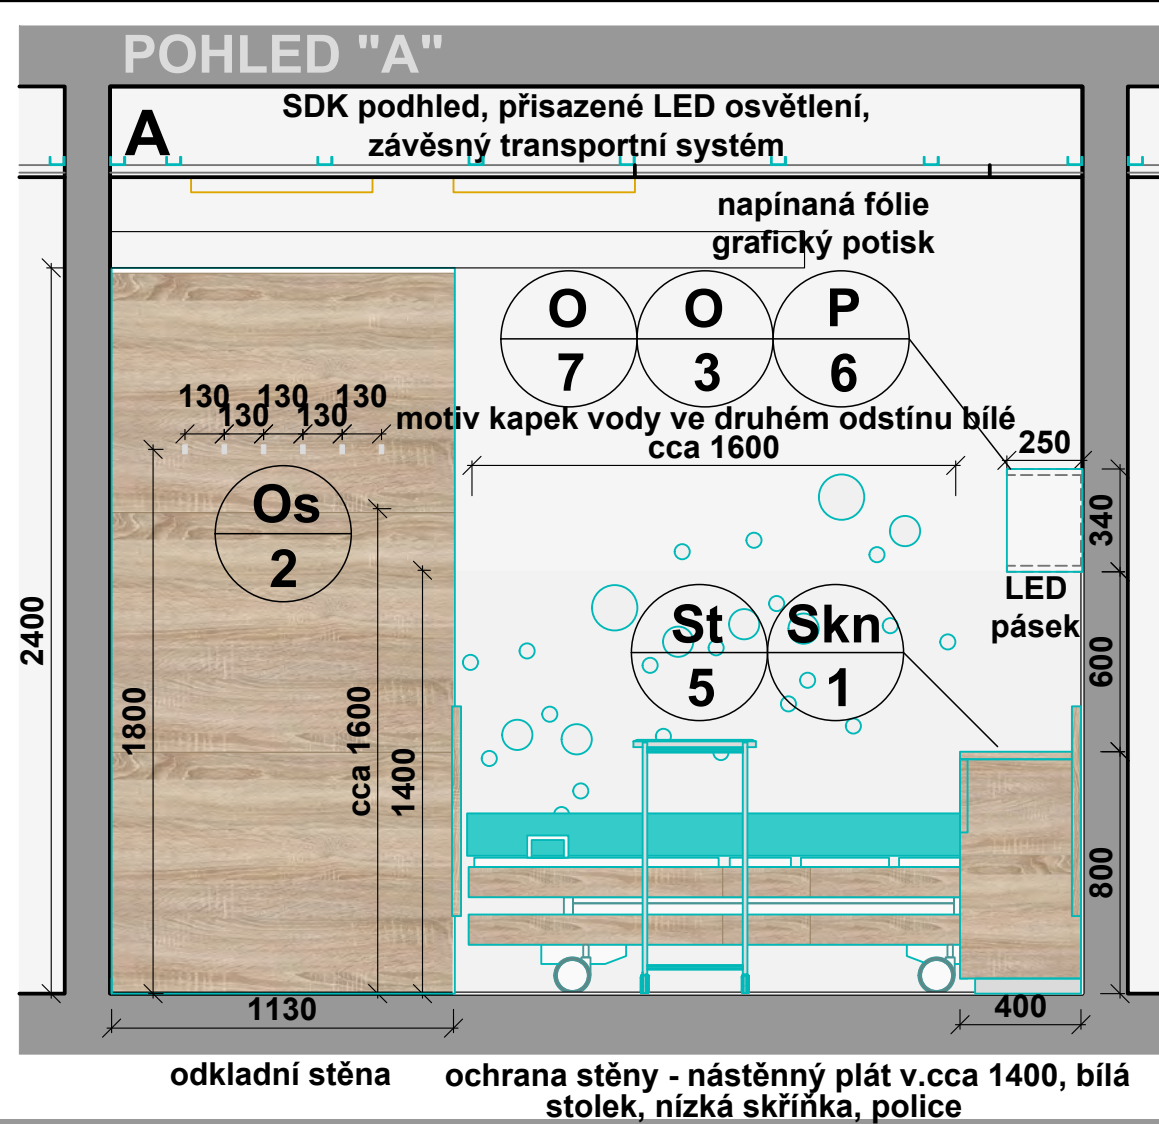 POHLED "A"
A
SDK podhled, přisazené LED osvětlení,
závěsný transportní systém
napínaná fólie
grafický potisk
O
7
O
3
P
6
130
130
130
130
130
motiv kapek vody ve druhém odstínu bílé
cca 1600
250
340
LED
pásek
Os
2
St
5
Skn
1
2400
1800
cca 1600
1400
600
800
1130
400
odkladní stěna
ochrana stěny - nástěnný plát v.cca 1400, bílá
stolek, nízká skříňka, police